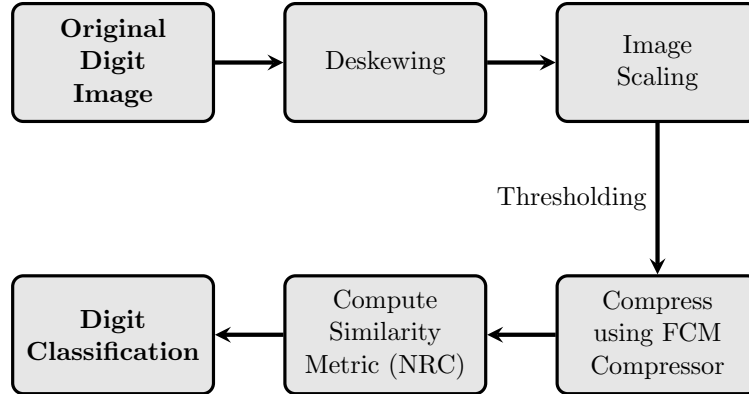 Original
Digit
Image
Deskewing
Image
Scaling
Thresholding
Digit
Classification
Compute
Similarity
Metric (NRC)
Compress
using FCM
Compressor